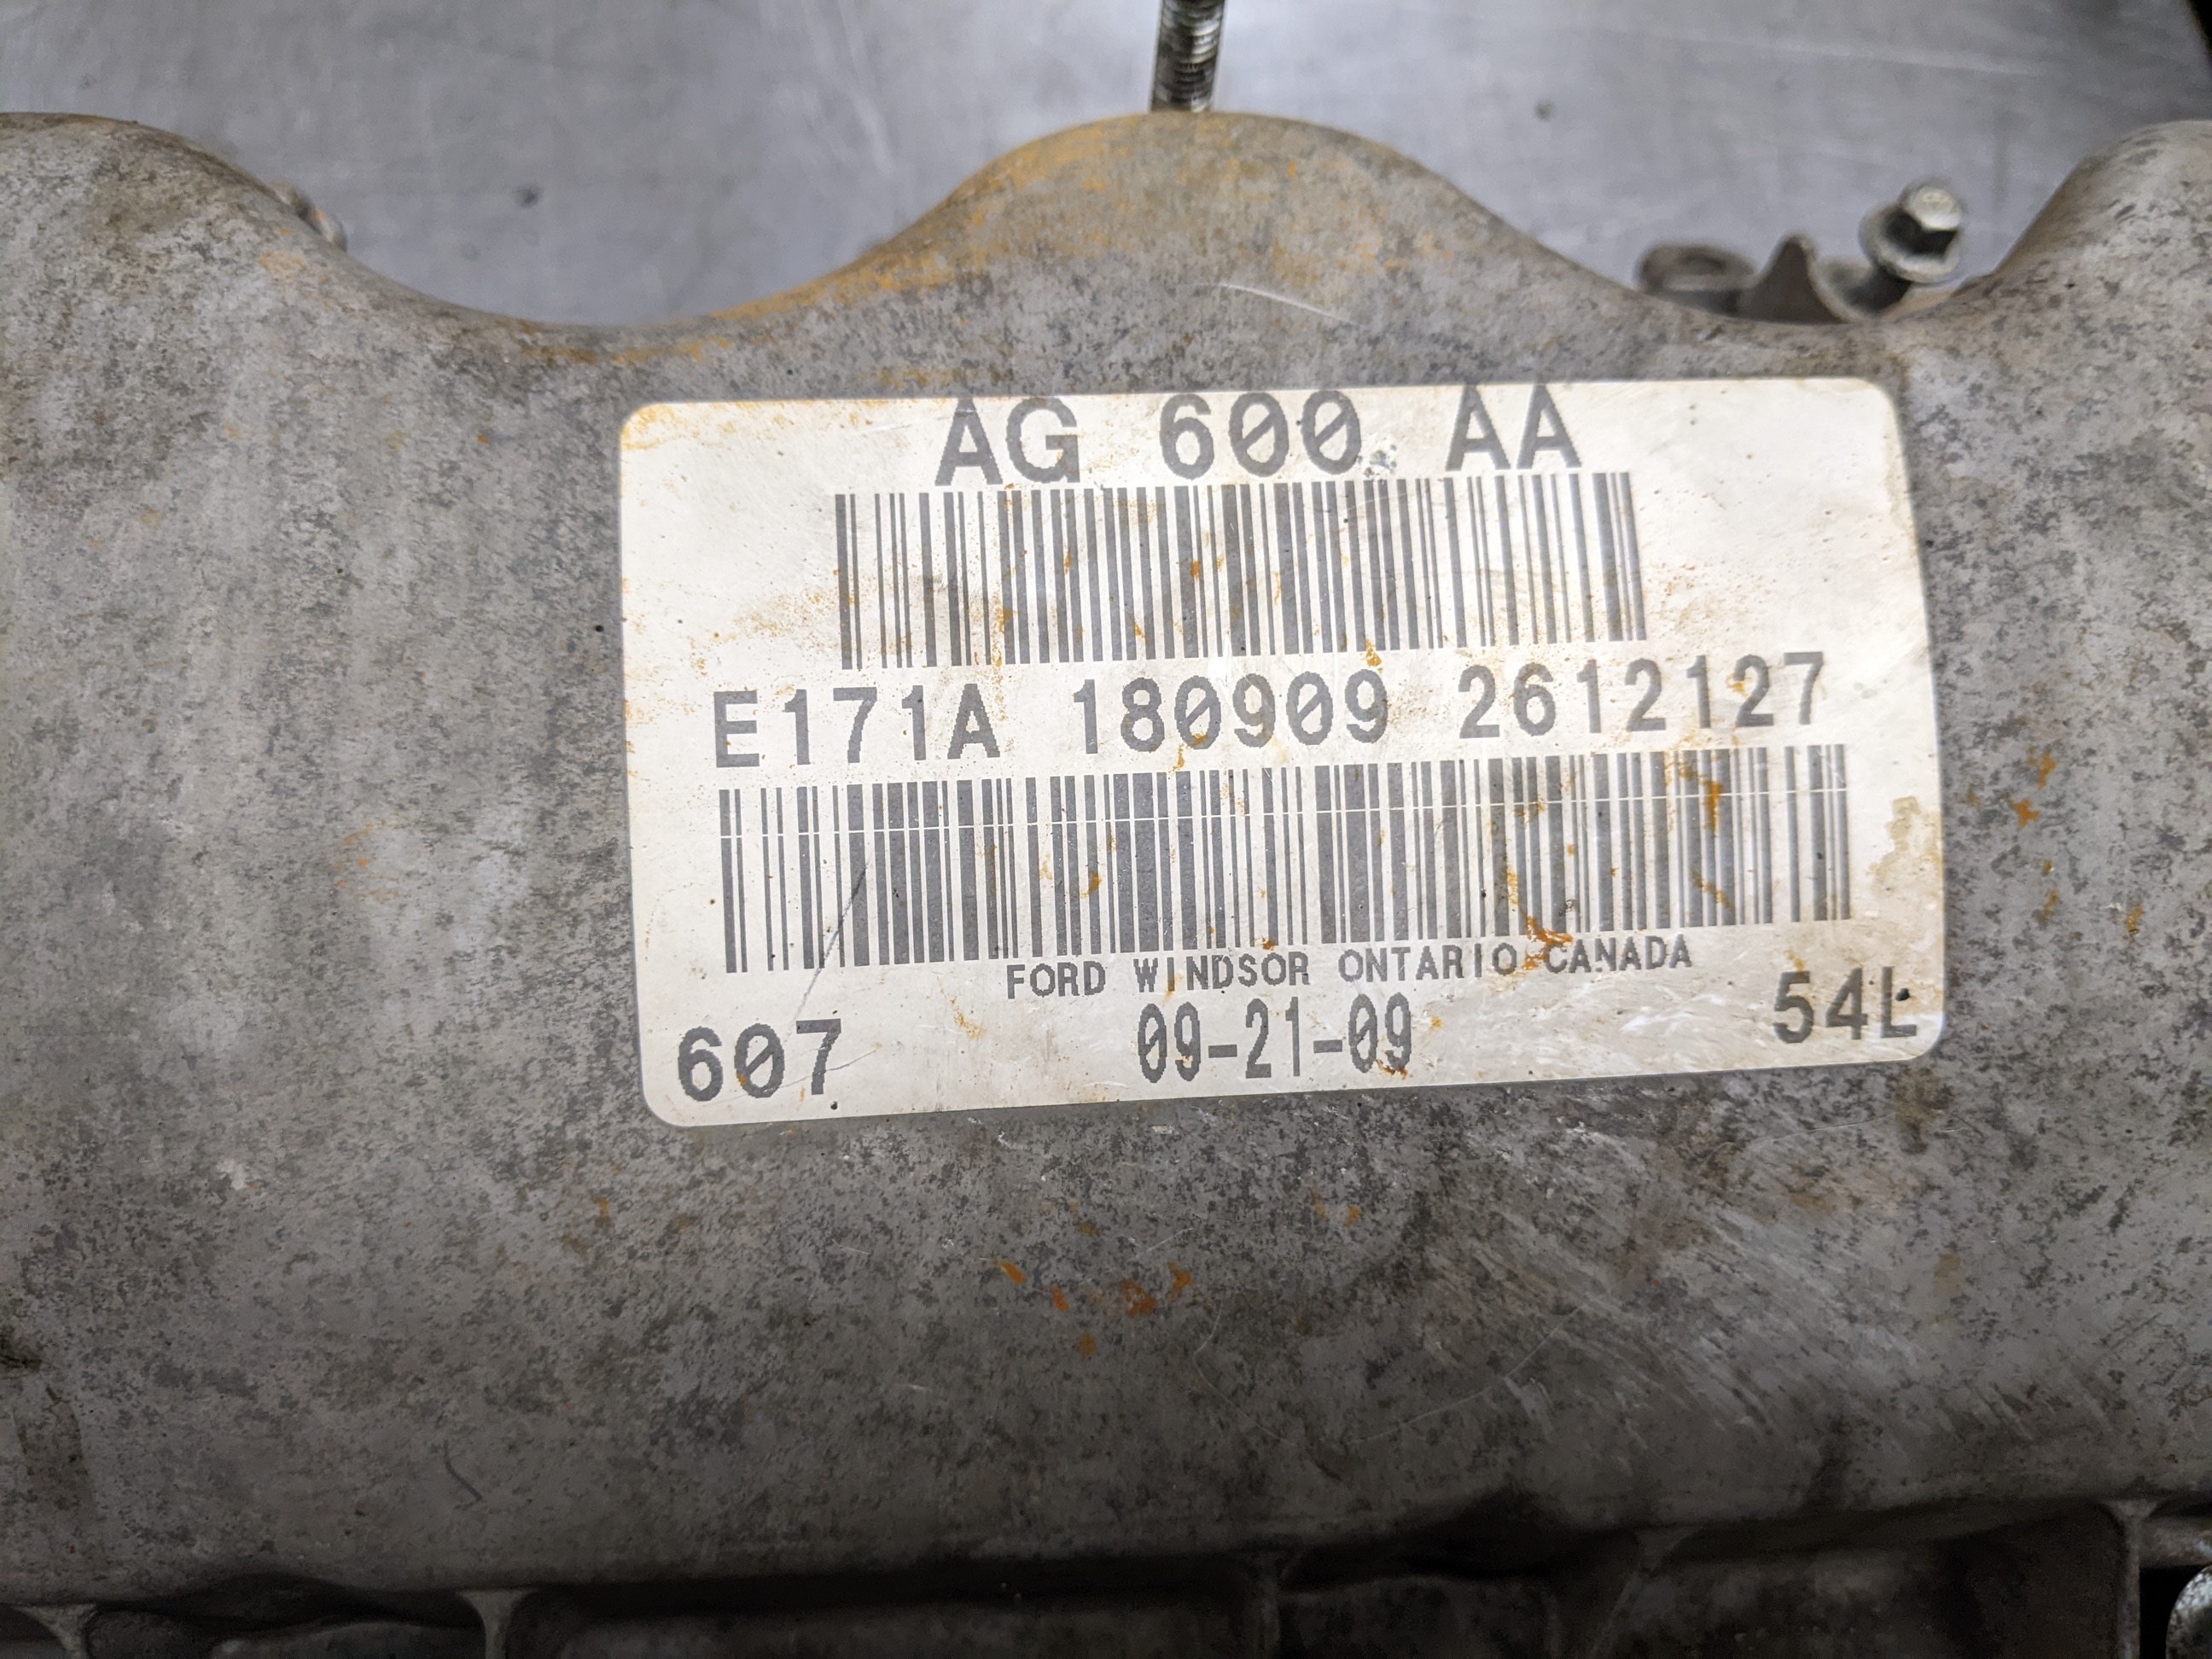 AG 600 AA
E171A 180909 2612127
FORD WINDSOR ONTARIO CANADA
607 09-21-09 54L